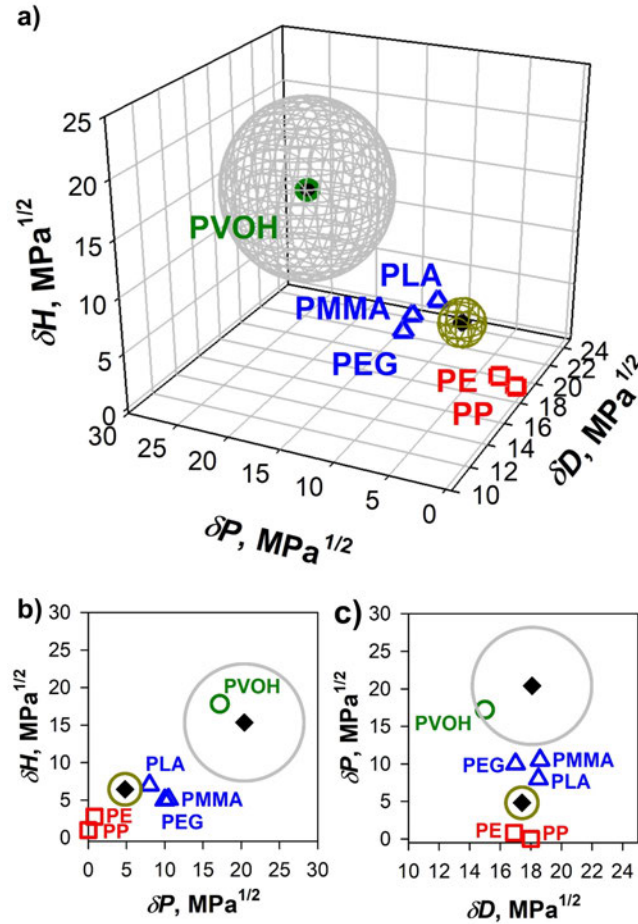 a)
25
20
15
10
5
0
δH, MPa1/2
30
25
20
15
10
5
0
δP, MPa1/2
10
12
14
16
18
20
22
24
δD, MPa1/2
PVOH
PLA
PMMA
PEG
PE
PP
b)
30
25
20
15
10
5
0
δH, MPa1/2
PVOH
PLA
PMMA
PEG
PE
PP
0
10
20
30
δP, MPa1/2
c)
30
25
20
15
10
5
0
δP, MPa1/2
PVOH
PEG
PMMA
PLA
PE
PP
10 12 14 16 18 20 22 24
δD, MPa1/2